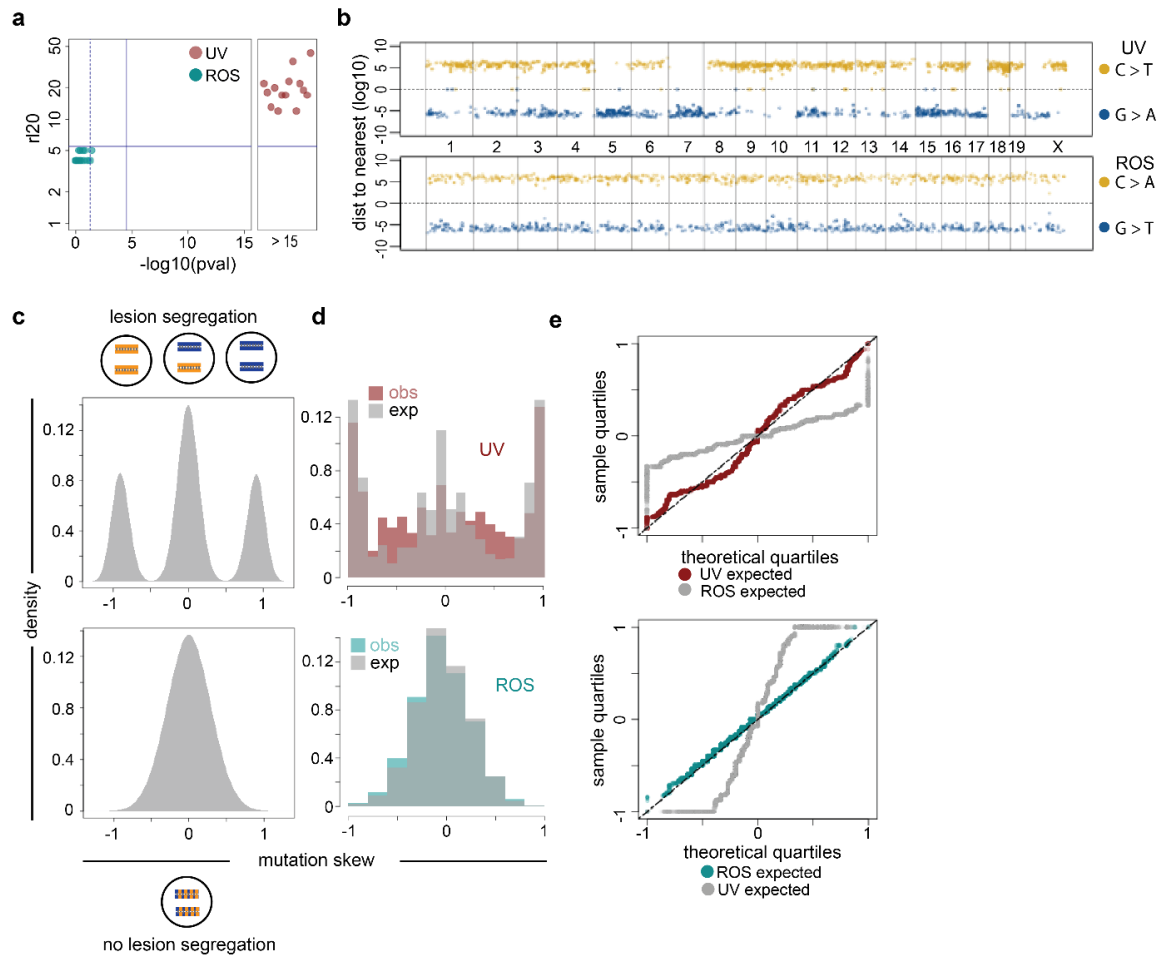 a
50
20
10
5
2
1
rl20
UV
ROS
0
5
10
15
> 15
-log10(pval)
b
dist to nearest (log10)
10
5
0
-5
-10
UV
C > T
G > A
1 2 3 4 5 6 7 8 9 10 11 12 13 14 15 16 17 18 19 X
10
5
0
-5
-10
ROS
C > A
G > T
c
lesion segregation
0.12
0.8
0.4
0
-1 0 1
density
0.12
0.8
0.4
0
-1 0 1
mutation skew
no lesion segregation
d
obs
exp
UV
0.12
0.8
0.4
0
-1 0 1
obs
exp
ROS
0.12
0.8
0.4
0
-1 0 1
e
sample quartiles
1
0
-1
theoretical quartiles
UV expected
ROS expected
sample quartiles
1
0
-1
-1 0 1
theoretical quartiles
ROS expected
UV expected